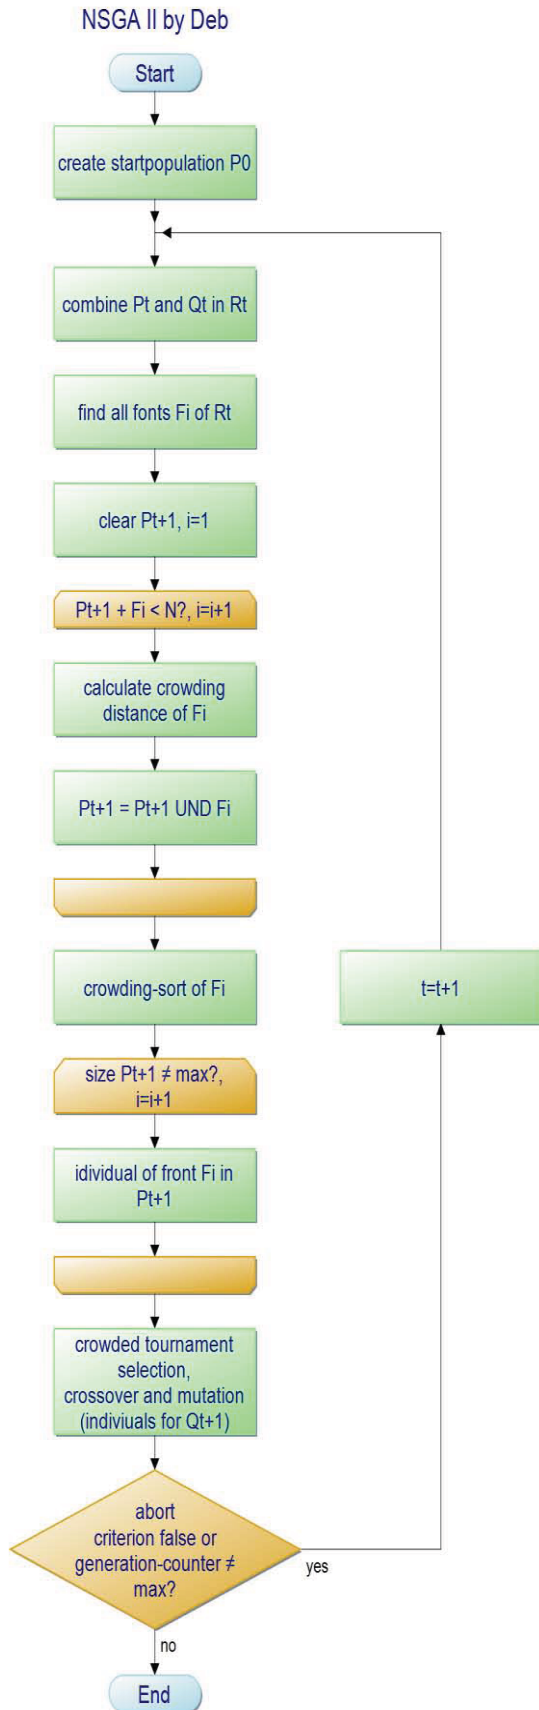 NSGA II by Deb
Start
create startpopulation P0
combine Pt and Qt in Rt
find all fonts Fi of Rt
clear Pt+1, i=1
Pt+1 + Fi < N?, i=i+1
calculate crowding
distance of Fi
Pt+1 = Pt+1 UND Fi
crowding-sort of Fi
t=t+1
size Pt+1 ≠ max?,
i=i+1
idividual of front Fi in
Pt+1
crowded tournament
selection,
crossover and mutation
(indiviuals for Qt+1)
abort
criterion false or
generation-counter ≠
max?
yes
no
End